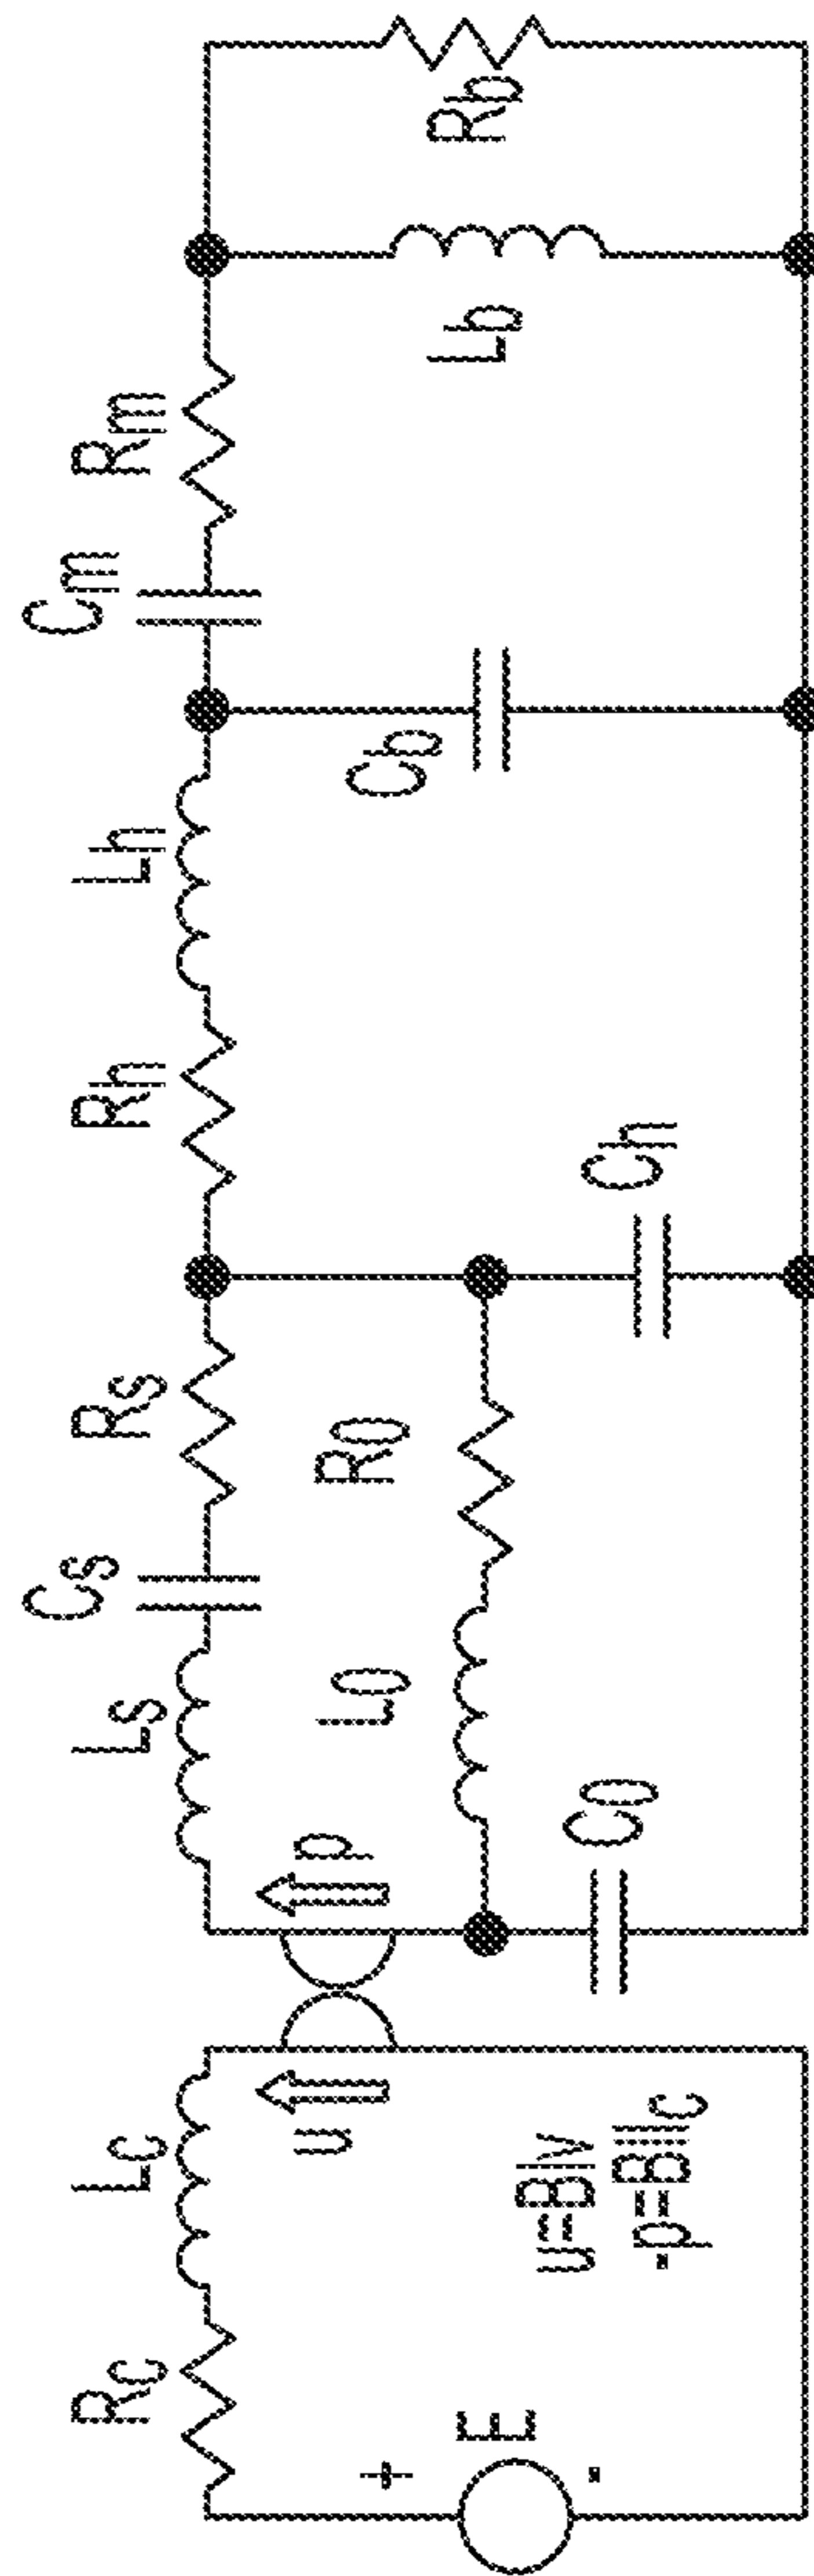 Rc
Lc
Ls
Cs
Rs
Rh
Lh
Cm
Rm
+
E
-
u
p
L0
R0
C0
Ch
Cb
Lb
Rb
u=Blv
-p=Blic